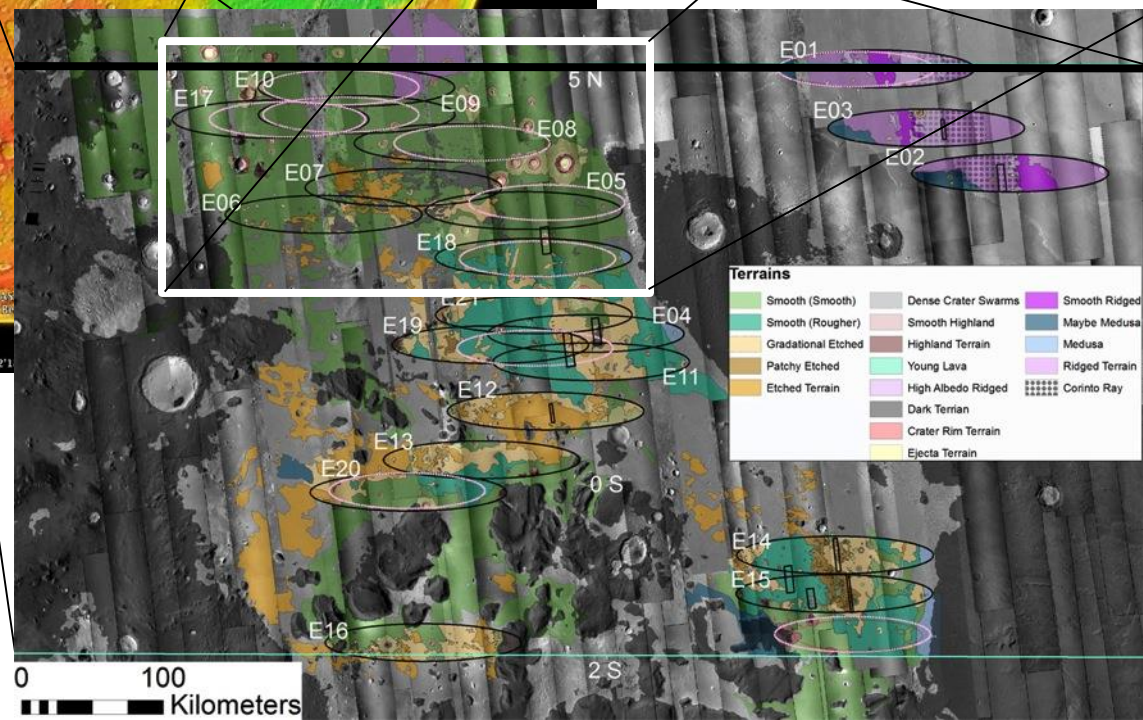 E01
E10
5 N
E17
E09
E03
E08
E02
E07
E05
E06
E18
Terrains
Smooth (Smooth)
Smooth (Rougher)
Gradational Etched
Patchy Etched
Etched Terrain
Dense Crater Swarms
Smooth Highland
Highland Terrain
Young Lava
High Albedo Ridged
Dark Terrian
Crater Rim Terrain
Ejecta Terrain
Smooth Ridged
Maybe Medusa
Medusa
Ridged Terrain
Corinto Ray
E04
E19
E11
E12
E13
E20
0 S
E14
E15
E16
2 S
0 100
Kilometers